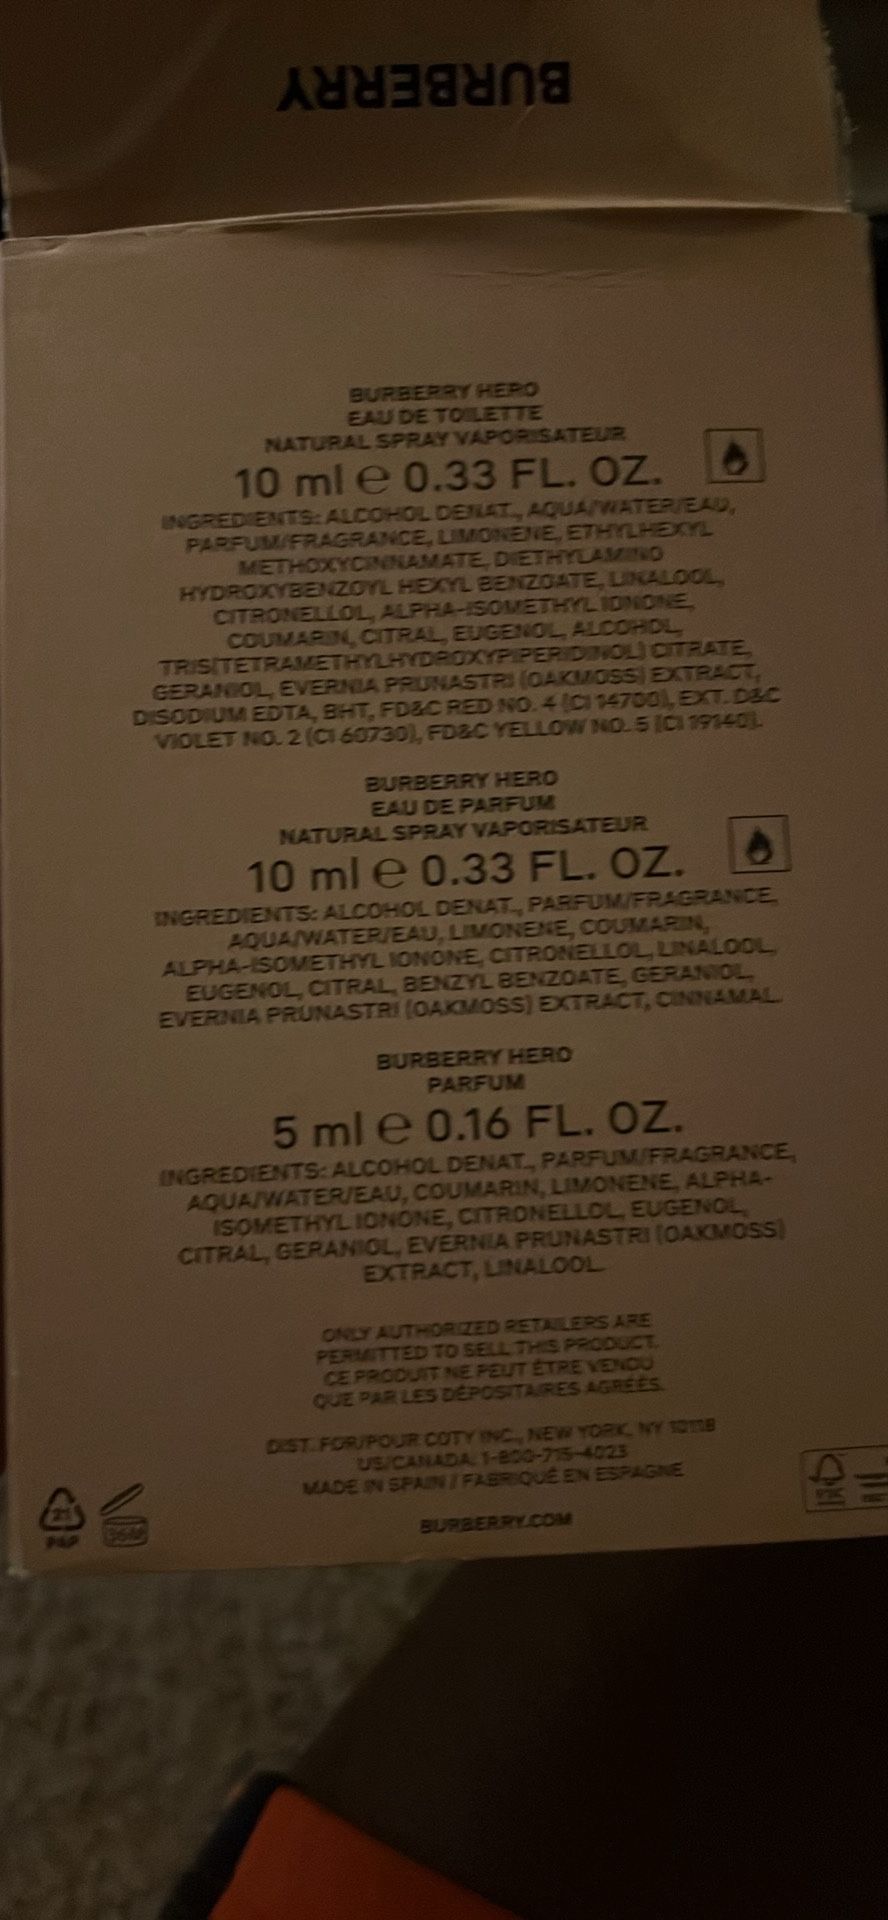 BURBERRY
BURBERRY HERO
EAU DE TOILETTE
NATURAL SPRAY VAPORISATEUR
10 ml e 0.33 FL. OZ.
INGREDIENTS: ALCOHOL DENAT., AQUA/WATER/EAU,
PARFUM/FRAGRANCE, LIMONENE, ETHYLHEXYL
METHOXYCINNAMATE, DIETHYLAMINO
HYDROXYBENZOYL HEXYL BENZOATE, LINALOOL,
CITRONELLOL, ALPHA-ISOMETHYL IONONE,
COUMARIN, CITRAL, EUGENOL, ALCOHOL,
TRIS(TETRAMETHYLHYDROXYPIPERIDINOL) CITRATE,
GERANIOL, EVERNIA PRUNASTRI (OAKMOSS) EXTRACT,
DISODIUM EDTA, BHT, FD&C RED NO. 4 (CI 14700), EXT. D&C
VIOLET NO. 2 (CI 60730), FD&C YELLOW NO. 5 (CI 19140).
BURBERRY HERO
EAU DE PARFUM
NATURAL SPRAY VAPORISATEUR
10 ml e 0.33 FL. OZ.
INGREDIENTS: ALCOHOL DENAT., PARFUM/FRAGRANCE,
AQUA/WATER/EAU, LIMONENE, COUMARIN,
ALPHA-ISOMETHYL IONONE, CITRONELLOL, LINALOOL,
EUGENOL, CITRAL, BENZYL BENZOATE, GERANIOL,
EVERNIA PRUNASTRI (OAKMOSS) EXTRACT, CINNAMAL.
BURBERRY HERO
PARFUM
5 ml e 0.16 FL. OZ.
INGREDIENTS: ALCOHOL DENAT., PARFUM/FRAGRANCE,
AQUA/WATER/EAU, COUMARIN, LIMONENE, ALPHA-
ISOMETHYL IONONE, CITRONELLOL, EUGENOL,
CITRAL, GERANIOL, EVERNIA PRUNASTRI (OAKMOSS)
EXTRACT, LINALOOL.
ONLY AUTHORIZED RETAILERS ARE
PERMITTED TO SELL THIS PRODUCT.
CE PRODUIT NE PEUT ÊTRE VENDU
QUE PAR LES DÉPOSITAIRES AGRÉÉS.
DIST. FOR/POUR COTY INC., NEW YORK, NY 10118
US/CANADA: 1-800-715-4023
MADE IN SPAIN / FABRIQUÉ EN ESPAGNE
BURBERRY.COM
21
PAP
36M